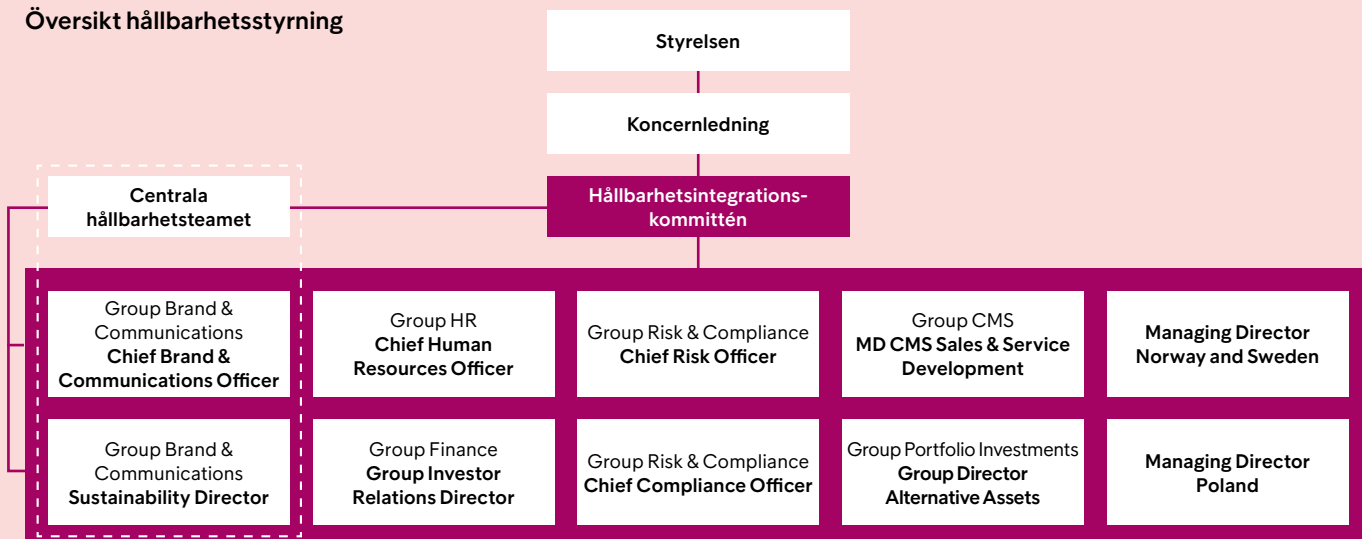 Översikt hållbarhetsstyrning
Styrelsen
Koncernledning
Centrala
hållbarhetsteamet
Hållbarhetsintegrations-
kommittén
Group Brand &
Communications
Chief Brand &
Communications Officer
Group HR
Chief Human
Resources Officer
Group Risk & Compliance
Chief Risk Officer
Group CMS
MD CMS Sales & Service
Development
Managing Director
Norway and Sweden
Group Brand &
Communications
Sustainability Director
Group Finance
Group Investor
Relations Director
Group Risk & Compliance
Chief Compliance Officer
Group Portfolio Investments
Group Director
Alternative Assets
Managing Director
Poland